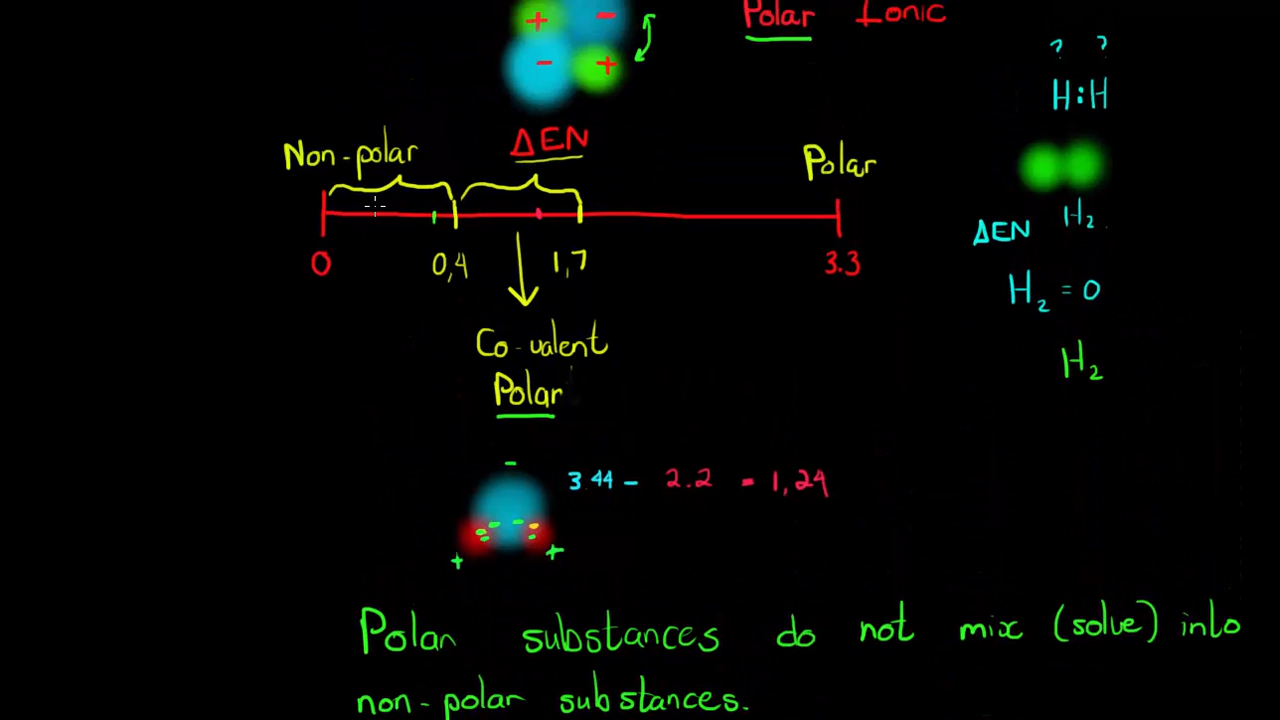 Polar Ionic
+ -
- +
? ?
H:H
ΔEN
Non-polar
Polar
H₂
ΔEN
0
0,4
1,7
3.3
H₂ = 0
Co-valent
Polar
H₂
-
3.44 - 2.2 = 1,24
+ +
Polar substances do not mix (solve) into
non-polar substances.